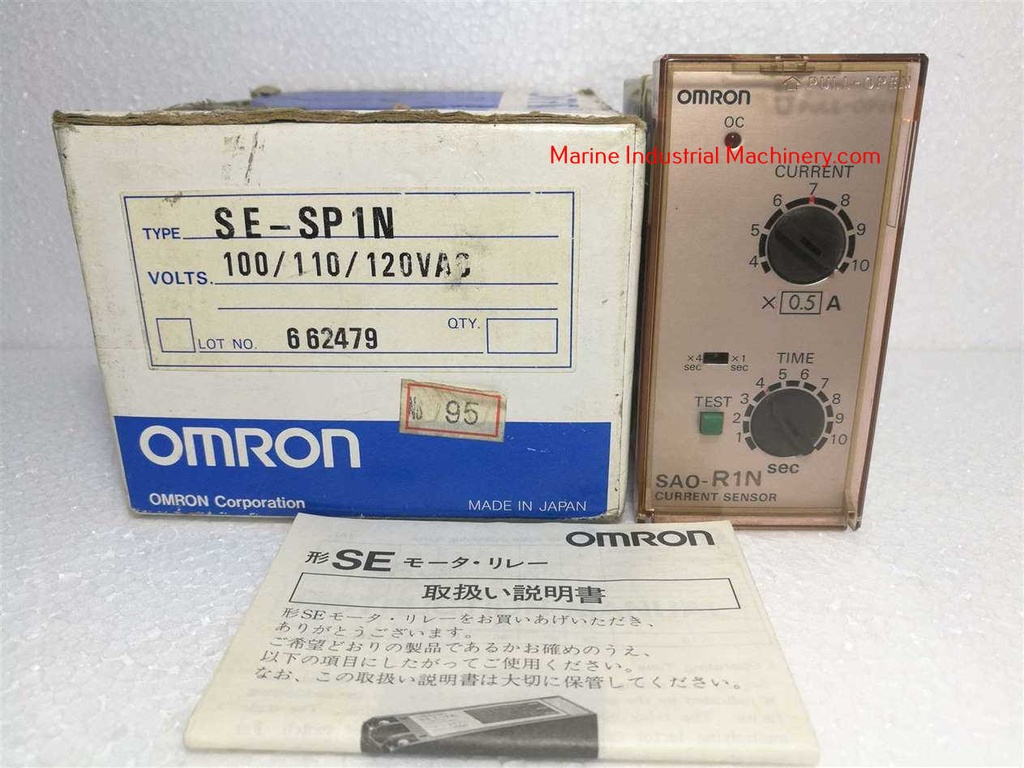 TYPE SE-SP1N
VOLTS. 100/110/120VAC
LOT NO. 662479 QTY.
No 95
OMRON
OMRON Corporation
MADE IN JAPAN
Marine Industrial Machinery.com
PULL-OPEN
OMRON
OC
CURRENT
4 5 6 7 8 9 10
× 0.5 A
×4 sec ×1 sec
TIME
TEST
1 2 3 4 5 6 7 8 9 10
sec
SAO-R1N
CURRENT SENSOR
OMRON
形SE モータ・リレー
取扱い説明書
形SEモータ・リレーをお買いあげいただき、
ありがとうございます。
ご希望どおりの製品であるかお確めのうえ、
以下の項目にしたがってご使用ください。
なお、この取扱い説明書は大切に保管してください。